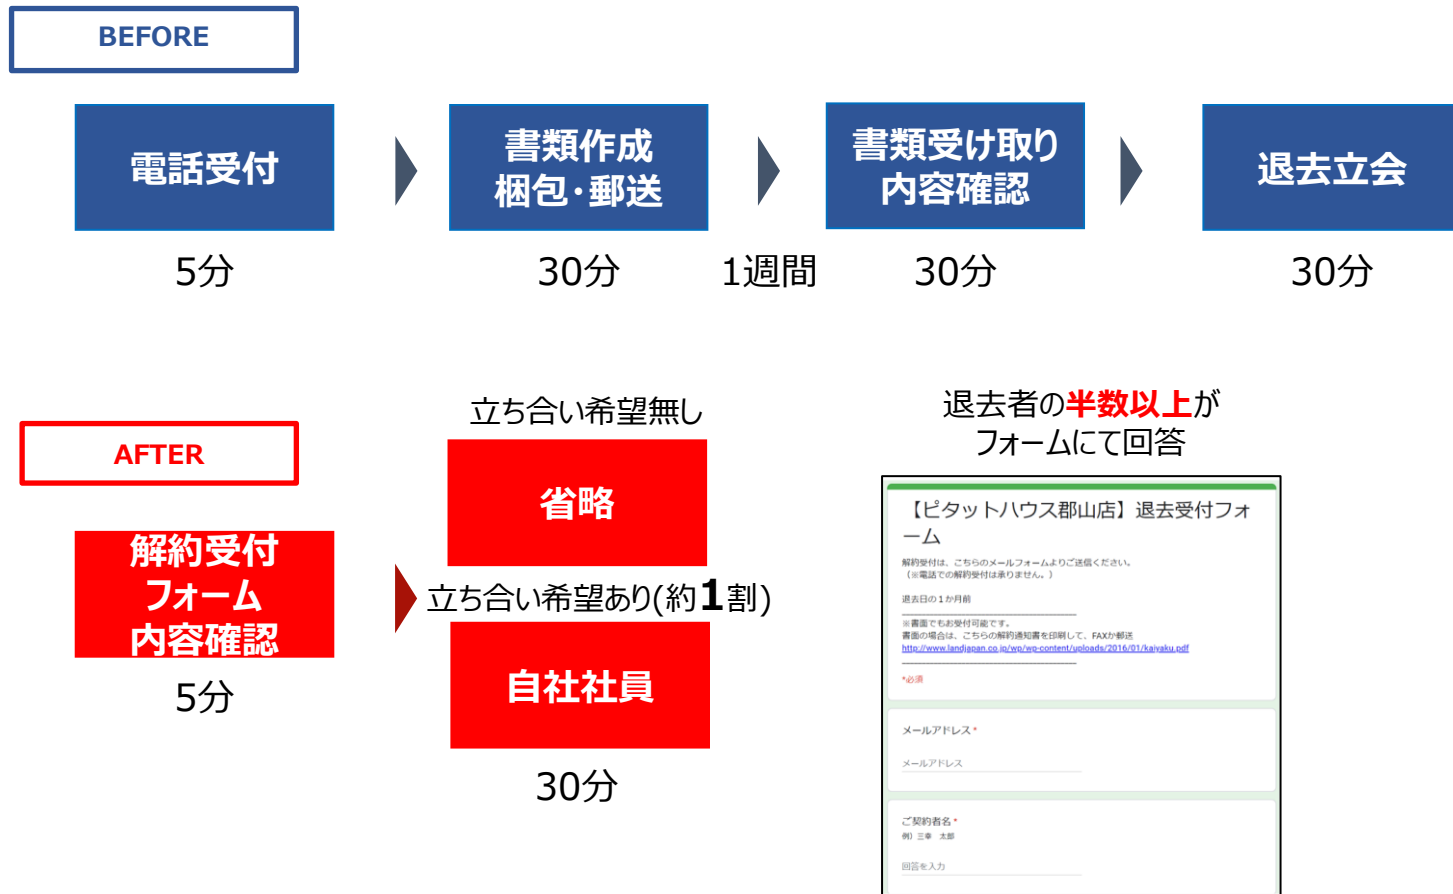 BEFORE
電話受付
書類作成
梱包・郵送
書類受け取り
内容確認
退去立会
5分
30分
1週間
30分
30分
AFTER
解約受付
フォーム
内容確認
5分
立ち合い希望無し
省略
立ち合い希望あり(約1割)
自社社員
30分
退去者の半数以上が
フォームにて回答
【ピタットハウス郡山店】退去受付フォ
ーム
解約受付は、こちらのメールフォームよりご送信ください。
(※電話での解約受付は承りません。)
退去日の1か月前
※書面でもお受付可能です。
書面の場合は、こちらの解約通知書を印刷して、FAXか郵送
http://www.landjapan.co.jp/wp/wp-content/uploads/2016/01/kaiyaku.pdf
*必須
メールアドレス *
メールアドレス
ご契約者名 *
例) 三幸 太郎
回答を入力